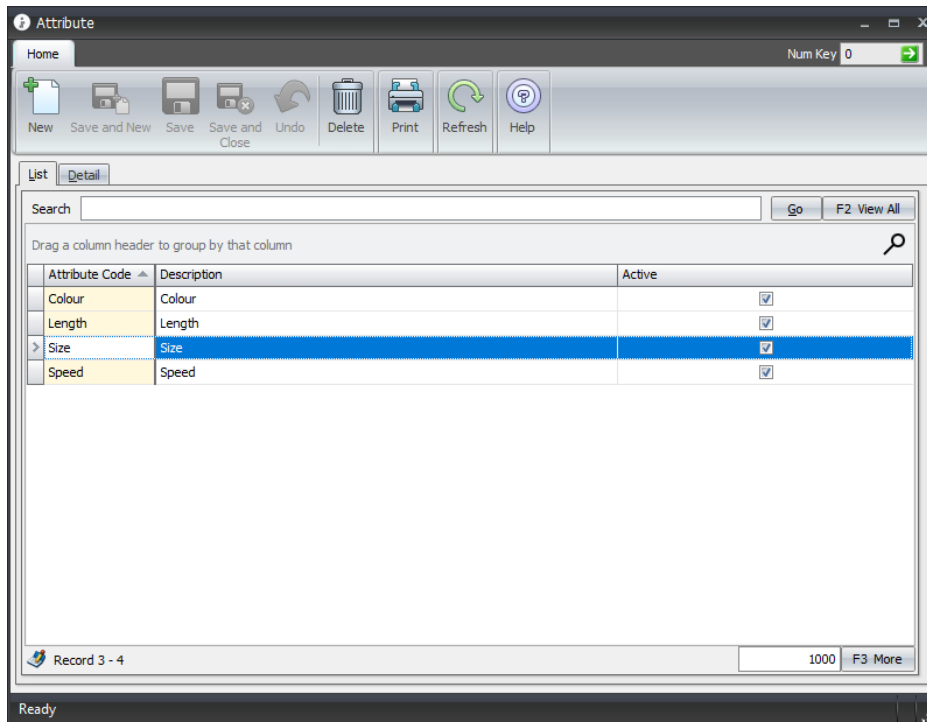 Attribute
Home Num Key 0
New Save and New Save Save and Close Undo Delete Print Refresh Help
List Detail
Search Go F2 View All
Drag a column header to group by that column
Attribute Code Description Active
Colour Colour
Length Length
Size Size
Speed Speed
Record 3 - 4 1000 F3 More
Ready